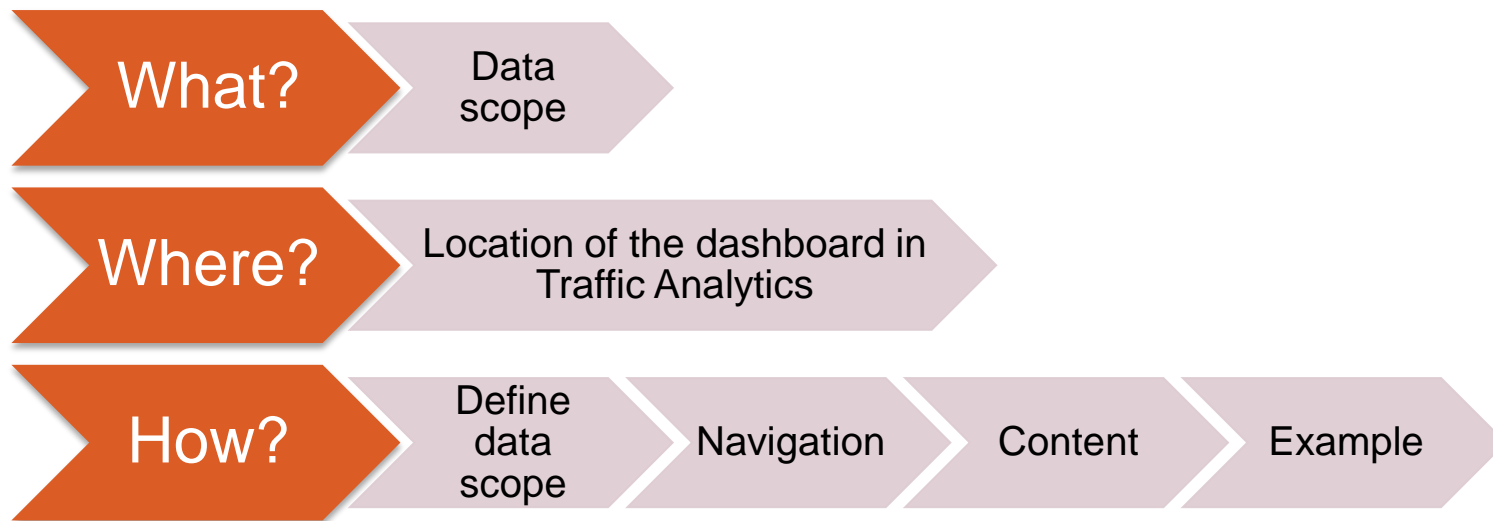 What?
Data
scope
Where?
Location of the dashboard in
Traffic Analytics
How?
Define
data
scope
Navigation
Content
Example